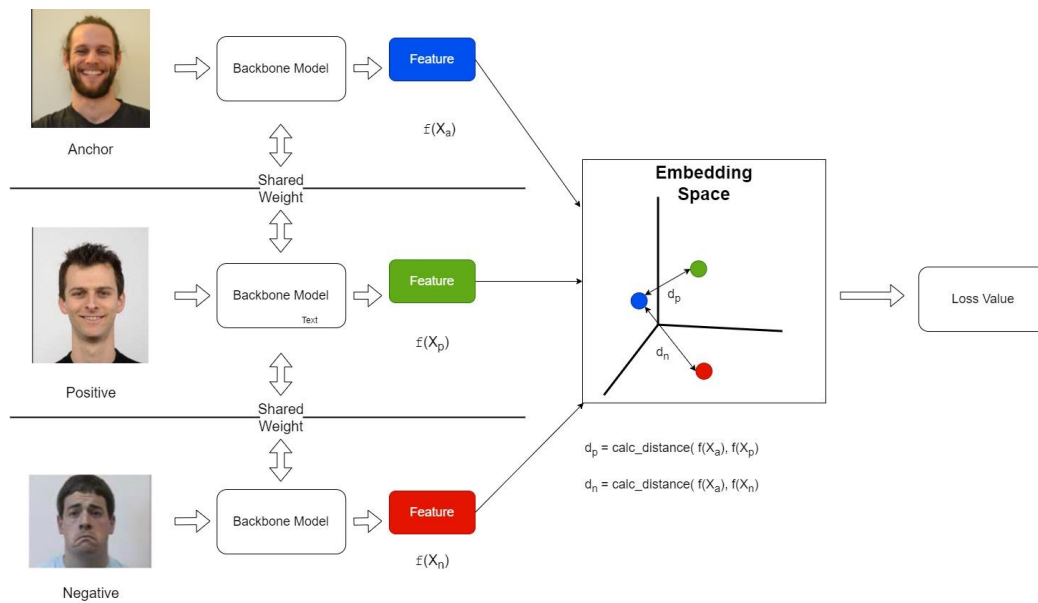 Backbone Model
Feature
f(Xa)
Anchor
Shared
Weight
Embedding
Space
Backbone Model
Text
Feature
f(Xp)
Positive
dp
dn
Loss Value
Shared
Weight
dp = calc_distance( f(Xa), f(Xp)
dn = calc_distance( f(Xa), f(Xn)
Backbone Model
Feature
f(Xn)
Negative